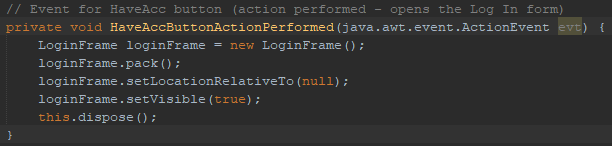 // Event for HaveAcc button (action performed - opens the Log In form)
private void HaveAccButtonActionPerformed(java.awt.event.ActionEvent evt) {
    LoginFrame loginFrame = new LoginFrame();
    loginFrame.pack();
    loginFrame.setLocationRelativeTo(null);
    loginFrame.setVisible(true);
    this.dispose();
}